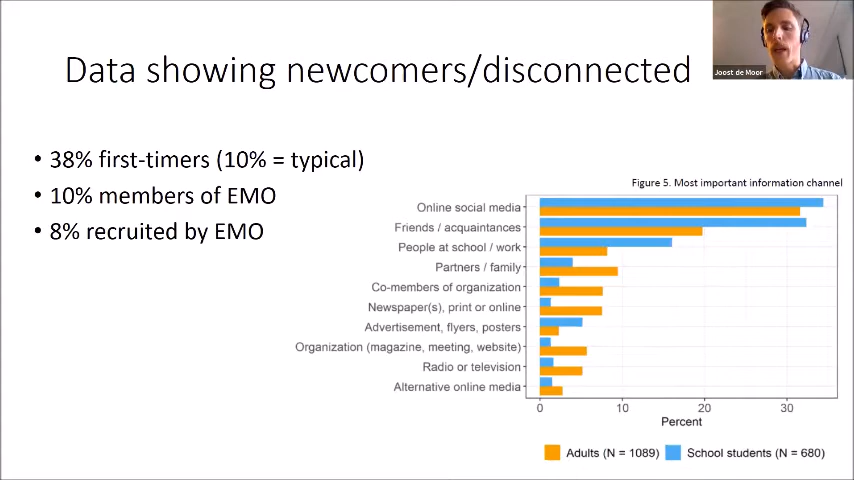 Data showing newcomers/disconnected
Joost de Moor
• 38% first-timers (10% = typical)
• 10% members of EMO
• 8% recruited by EMO
Figure 5. Most important information channel
Online social media
Friends / acquaintances
People at school / work
Partners / family
Co-members of organization
Newspaper(s), print or online
Advertisement, flyers, posters
Organization (magazine, meeting, website)
Radio or television
Alternative online media
0 10 20 30
Percent
Adults (N = 1089) School students (N = 680)